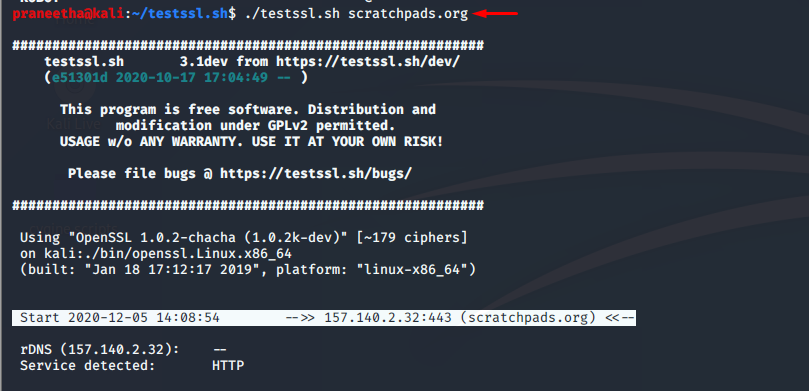 praneetha@kali:~/testssl.sh$ ./testssl.sh scratchpads.org
###########################################################
testssl.sh 3.1dev from https://testssl.sh/dev/
(e51301d 2020-10-17 17:04:49 -- )
This program is free software. Distribution and
modification under GPLv2 permitted.
USAGE w/o ANY WARRANTY. USE IT AT YOUR OWN RISK!
Please file bugs @ https://testssl.sh/bugs/
###########################################################
Using "OpenSSL 1.0.2-chacha (1.0.2k-dev)" [~179 ciphers]
on kali:./bin/openssl.Linux.x86_64
(built: "Jan 18 17:12:17 2019", platform: "linux-x86_64")
Start 2020-12-05 14:08:54 -->> 157.140.2.32:443 (scratchpads.org) <<--
rDNS (157.140.2.32): --
Service detected: HTTP